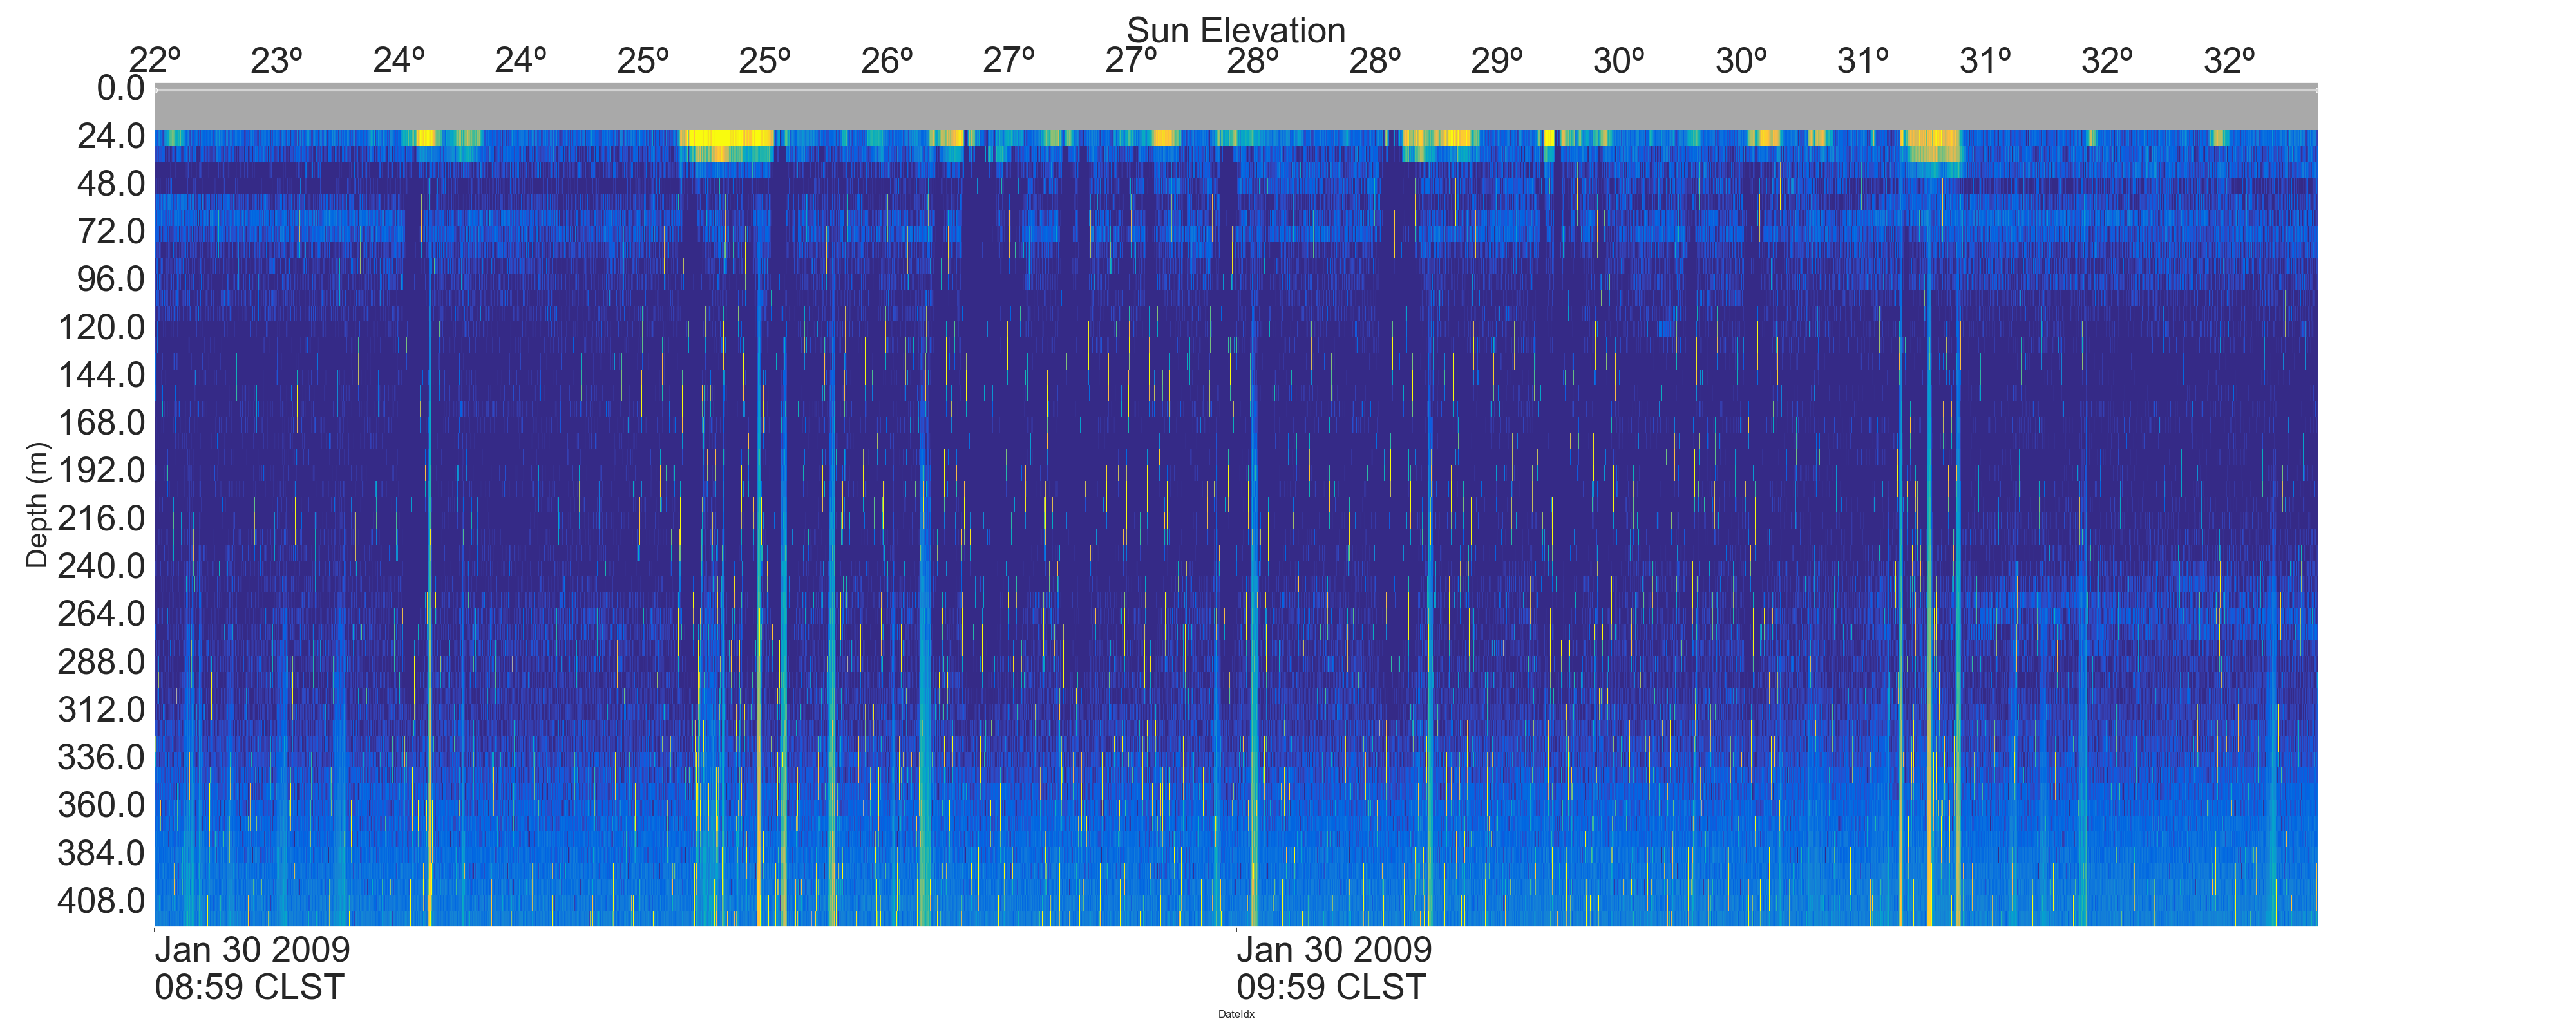 Sun Elevation
22º 23º 24º 24º 25º 25º 26º 27º 27º 28º 28º 29º 30º 30º 31º 31º 32º 32º
0.0
24.0
48.0
72.0
96.0
120.0
144.0
168.0
192.0
216.0
240.0
264.0
288.0
312.0
336.0
360.0
384.0
408.0
Depth (m)
Jan 30 2009
08:59 CLST
Jan 30 2009
09:59 CLST
DateIdx